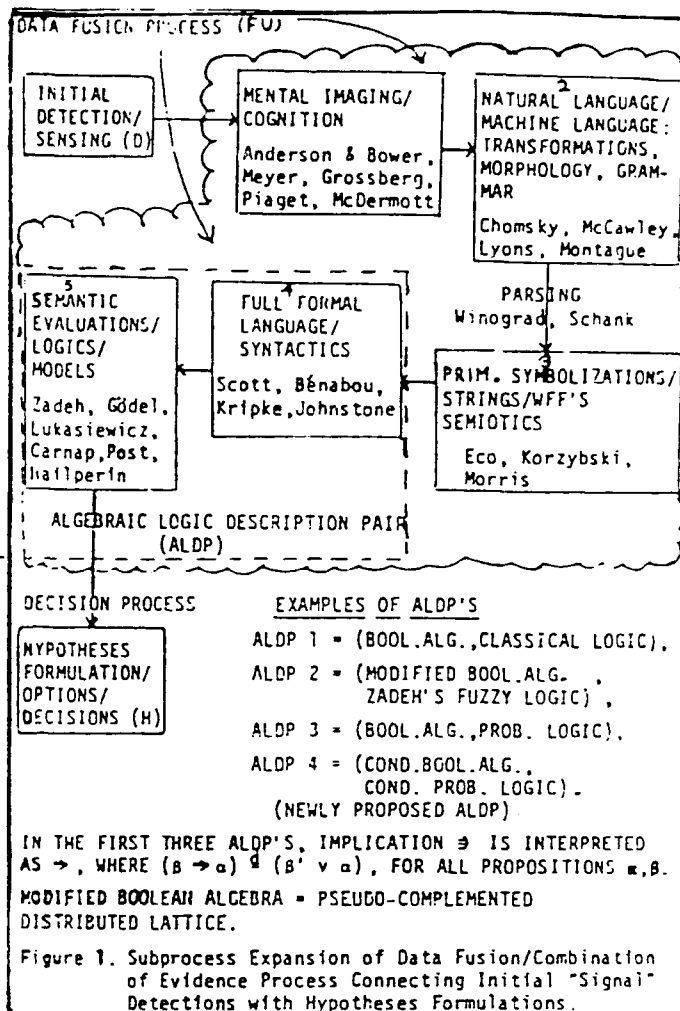 DATA FUSION PROCESS (FU)
INITIAL
DETECTION/
SENSING (D)
MENTAL IMAGING/
COGNITION
Anderson & Bower,
Meyer, Grossberg,
Piaget, McDermott
2
NATURAL LANGUAGE/
MACHINE LANGUAGE:
TRANSFORMATIONS,
MORPHOLOGY, GRAM-
MAR
Chomsky, McCawley,
Lyons, Montague
PARSING
Winograd, Schank
3
PRIM. SYMBOLIZATIONS/
STRINGS/WFF'S
SEMIOTICS
Eco, Korzybski,
Morris
4
FULL FORMAL
LANGUAGE/
SYNTACTICS
Scott, Bénabou,
Kripke, Johnstone
5
SEMANTIC
EVALUATIONS/
LOGICS/
MODELS
Zadeh, Gödel,
Lukasiewicz,
Carnap, Post,
Hailperin
ALGEBRAIC LOGIC DESCRIPTION PAIR
(ALDP)
DECISION PROCESS
HYPOTHESES
FORMULATION/
OPTIONS/
DECISIONS (H)
EXAMPLES OF ALDP'S
ALDP 1 = (BOOL.ALG.,CLASSICAL LOGIC),
ALDP 2 = (MODIFIED BOOL.ALG. ,
ZADEH'S FUZZY LOGIC) ,
ALDP 3 = (BOOL.ALG.,PROB. LOGIC),
ALDP 4 = (COND.BOOL.ALG.,
COND. PROB. LOGIC).
(NEWLY PROPOSED ALDP)
IN THE FIRST THREE ALDP'S, IMPLICATION ∍ IS INTERPRETED
AS →, WHERE (β → α) ᵈ= (β' ∨ α), FOR ALL PROPOSITIONS α,β.
MODIFIED BOOLEAN ALGEBRA = PSEUDO-COMPLEMENTED
DISTRIBUTED LATTICE.
Figure 1. Subprocess Expansion of Data Fusion/Combination
of Evidence Process Connecting Initial "Signal"
Detections with Hypotheses Formulations.